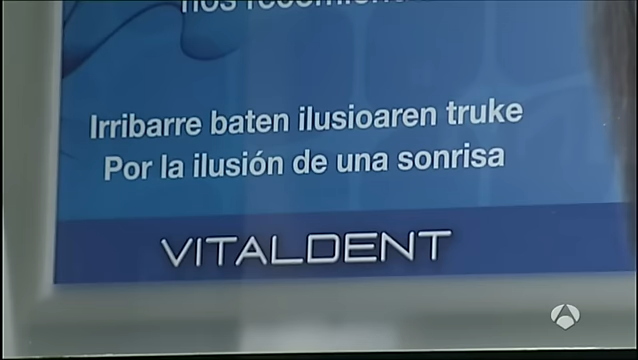 Irribarre baten ilusioaren truke
Por la ilusión de una sonrisa
VITALDENT